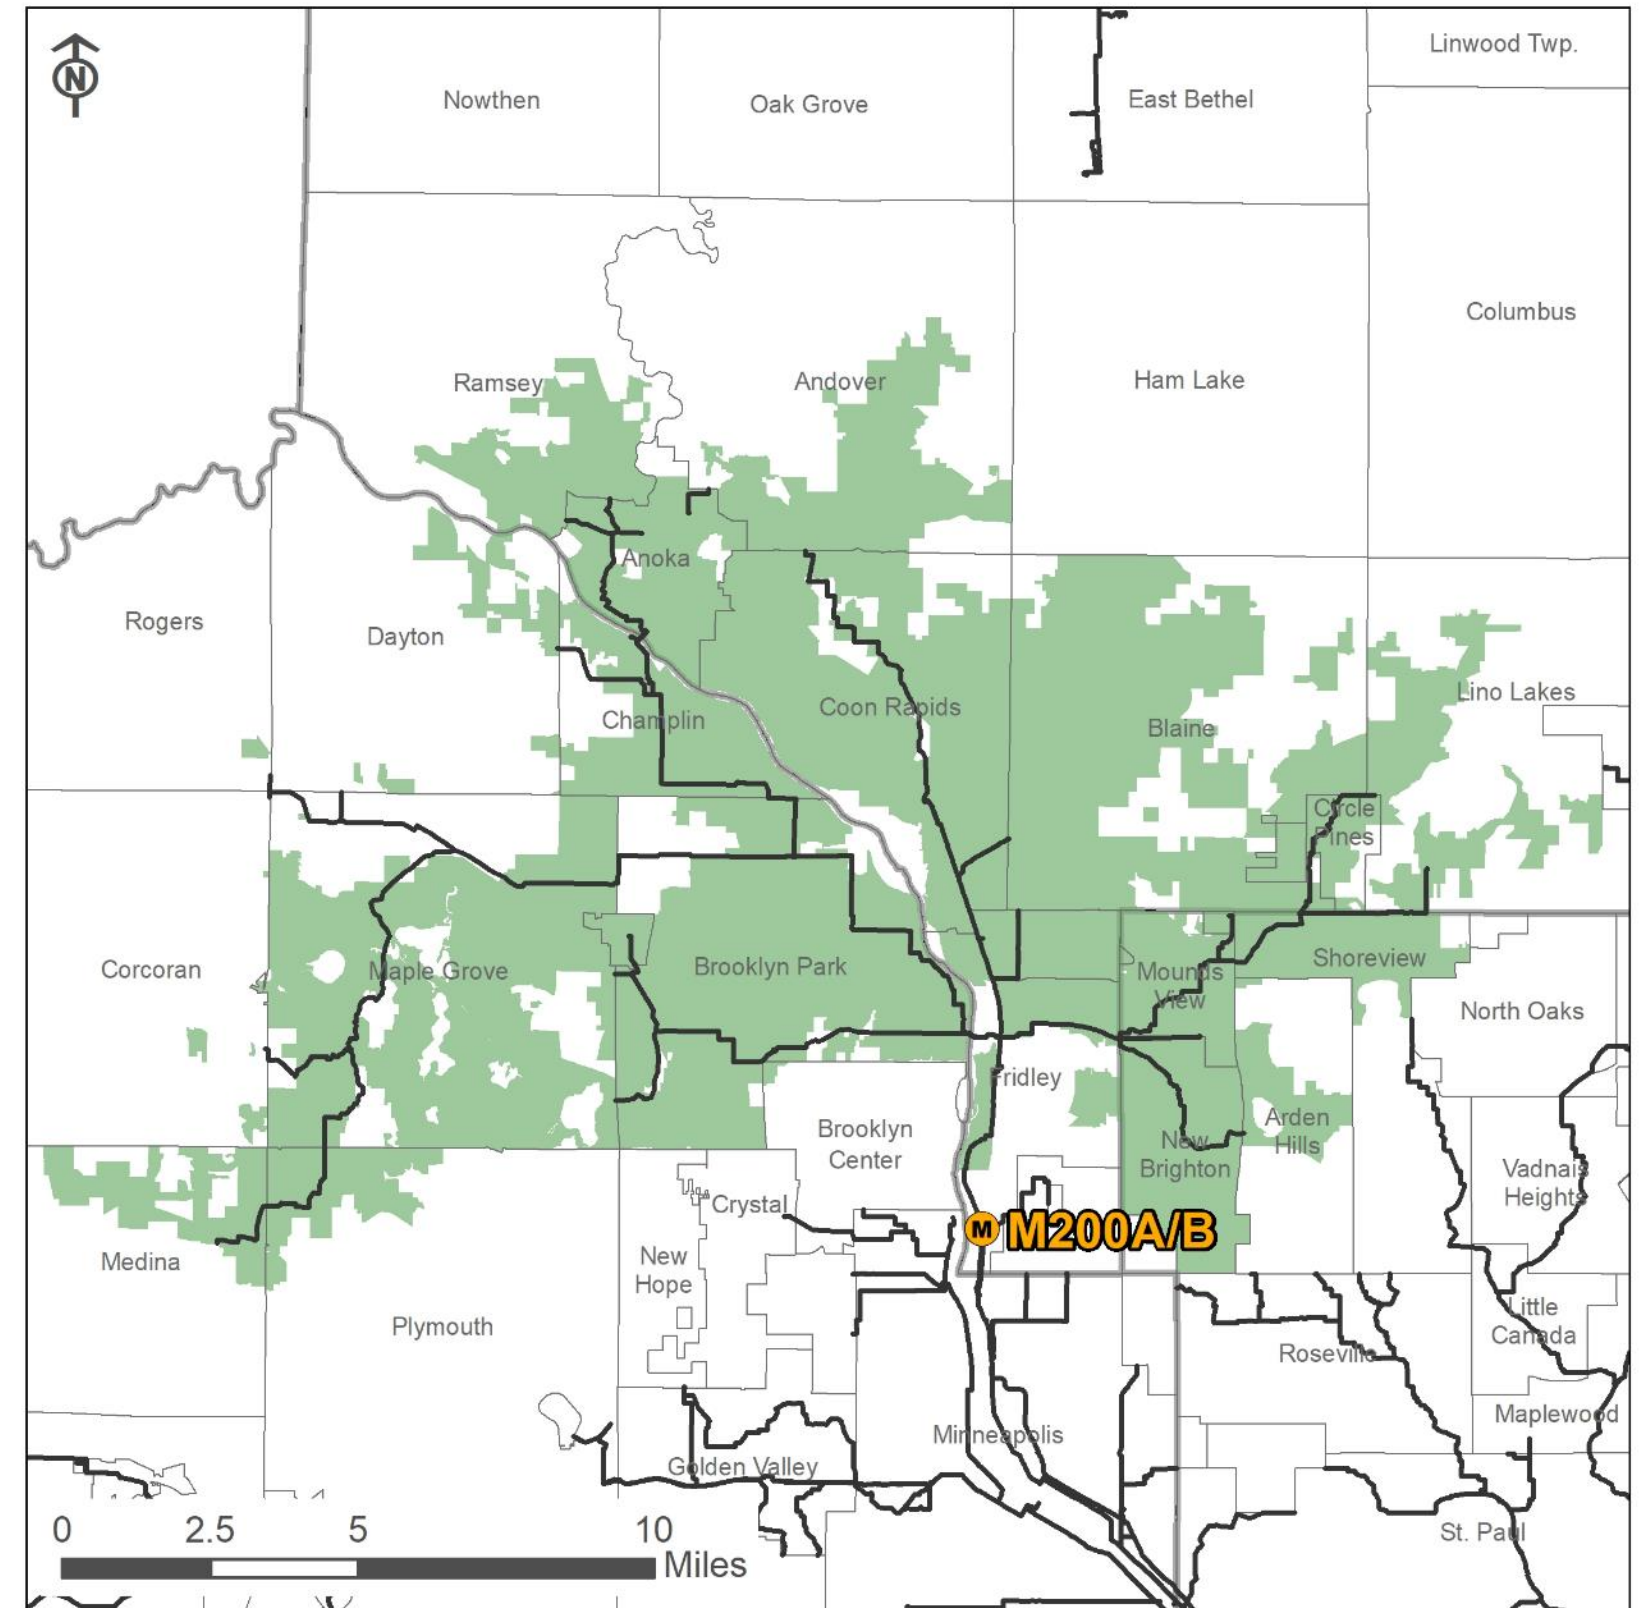 Linwood Twp.
N
Nowthen
Oak Grove
East Bethel
Columbus
Ramsey
Andover
Ham Lake
Anoka
Rogers
Dayton
Lino Lakes
Champlin
Coon Rapids
Blaine
Circle
Pines
Corcoran
Maple Grove
Brooklyn Park
Mounds
View
Shoreview
North Oaks
Fridley
Brooklyn
Center
Arden
Hills
New
Brighton
Vadnais
Heights
Crystal
M
M200A/B
Medina
New
Hope
Plymouth
Little
Canada
Roseville
Maplewood
Minneapolis
Golden Valley
0 2.5 5 10
Miles
St. Paul